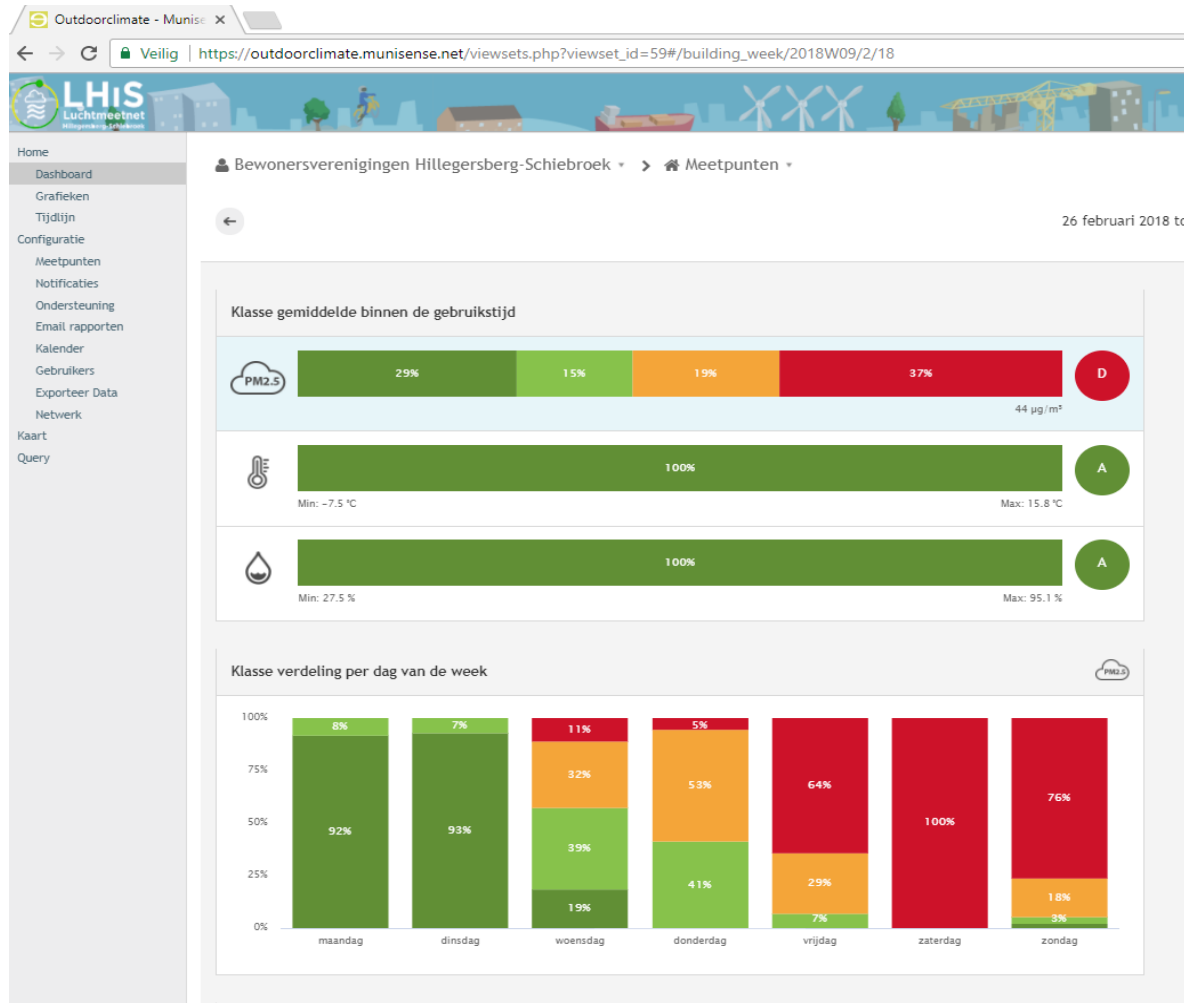 Outdoorclimate - Munise
Veilig
https://outdoorclimate.munisense.net/viewsets.php?viewset_id=59#/building_week/2018W09/2/18
LHiS
Luchtmeetnet
Hillegersberg-Schiebroek
Home
Dashboard
Grafieken
Tijdlijn
Configuratie
Meetpunten
Notificaties
Ondersteuning
Email rapporten
Kalender
Gebruikers
Exporteer Data
Netwerk
Kaart
Query
Bewonersverenigingen Hillegersberg-Schiebroek > Meetpunten
26 februari 2018 to
Klasse gemiddelde binnen de gebruikstijd
PM2.5 29% 15% 19% 37% D
44 µg/m³
100% A
Min: -7.5 °C Max: 15.8 °C
100% A
Min: 27.5 % Max: 95.1 %
Klasse verdeling per dag van de week PM2.5
100%
75%
50%
25%
0%
8%
92%
7%
93%
11%
32%
39%
19%
5%
53%
41%
64%
29%
7%
100%
76%
18%
3%
maandag dinsdag woensdag donderdag vrijdag zaterdag zondag